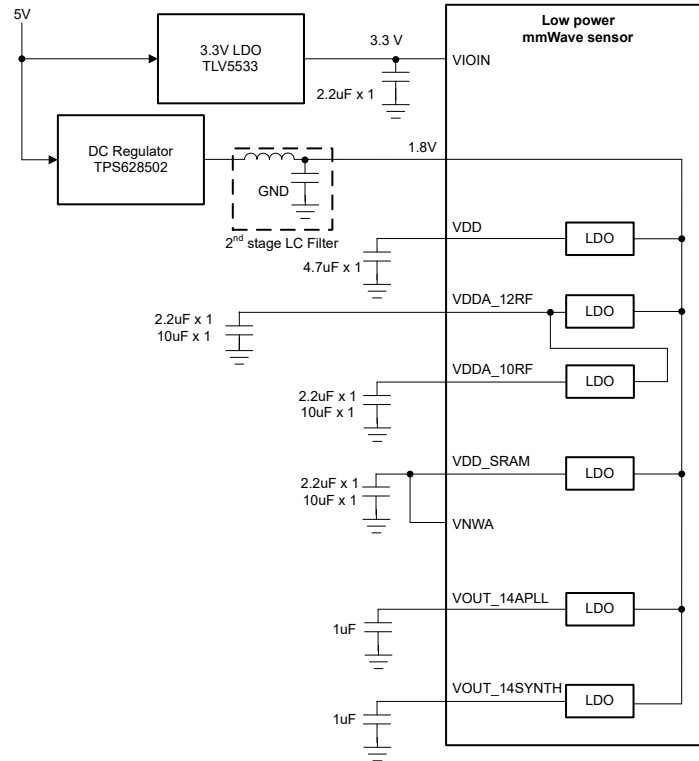 5V
Low power
mmWave sensor
3.3V LDO
TLV5533
3.3 V
VIOIN
2.2uF x 1
DC Regulator
TPS628502
1.8V
GND
2nd stage LC Filter
VDD
LDO
4.7uF x 1
VDDA_12RF
LDO
2.2uF x 1
10uF x 1
VDDA_10RF
LDO
2.2uF x 1
10uF x 1
VDD_SRAM
LDO
2.2uF x 1
10uF x 1
VNWA
VOUT_14APLL
LDO
1uF
VOUT_14SYNTH
LDO
1uF